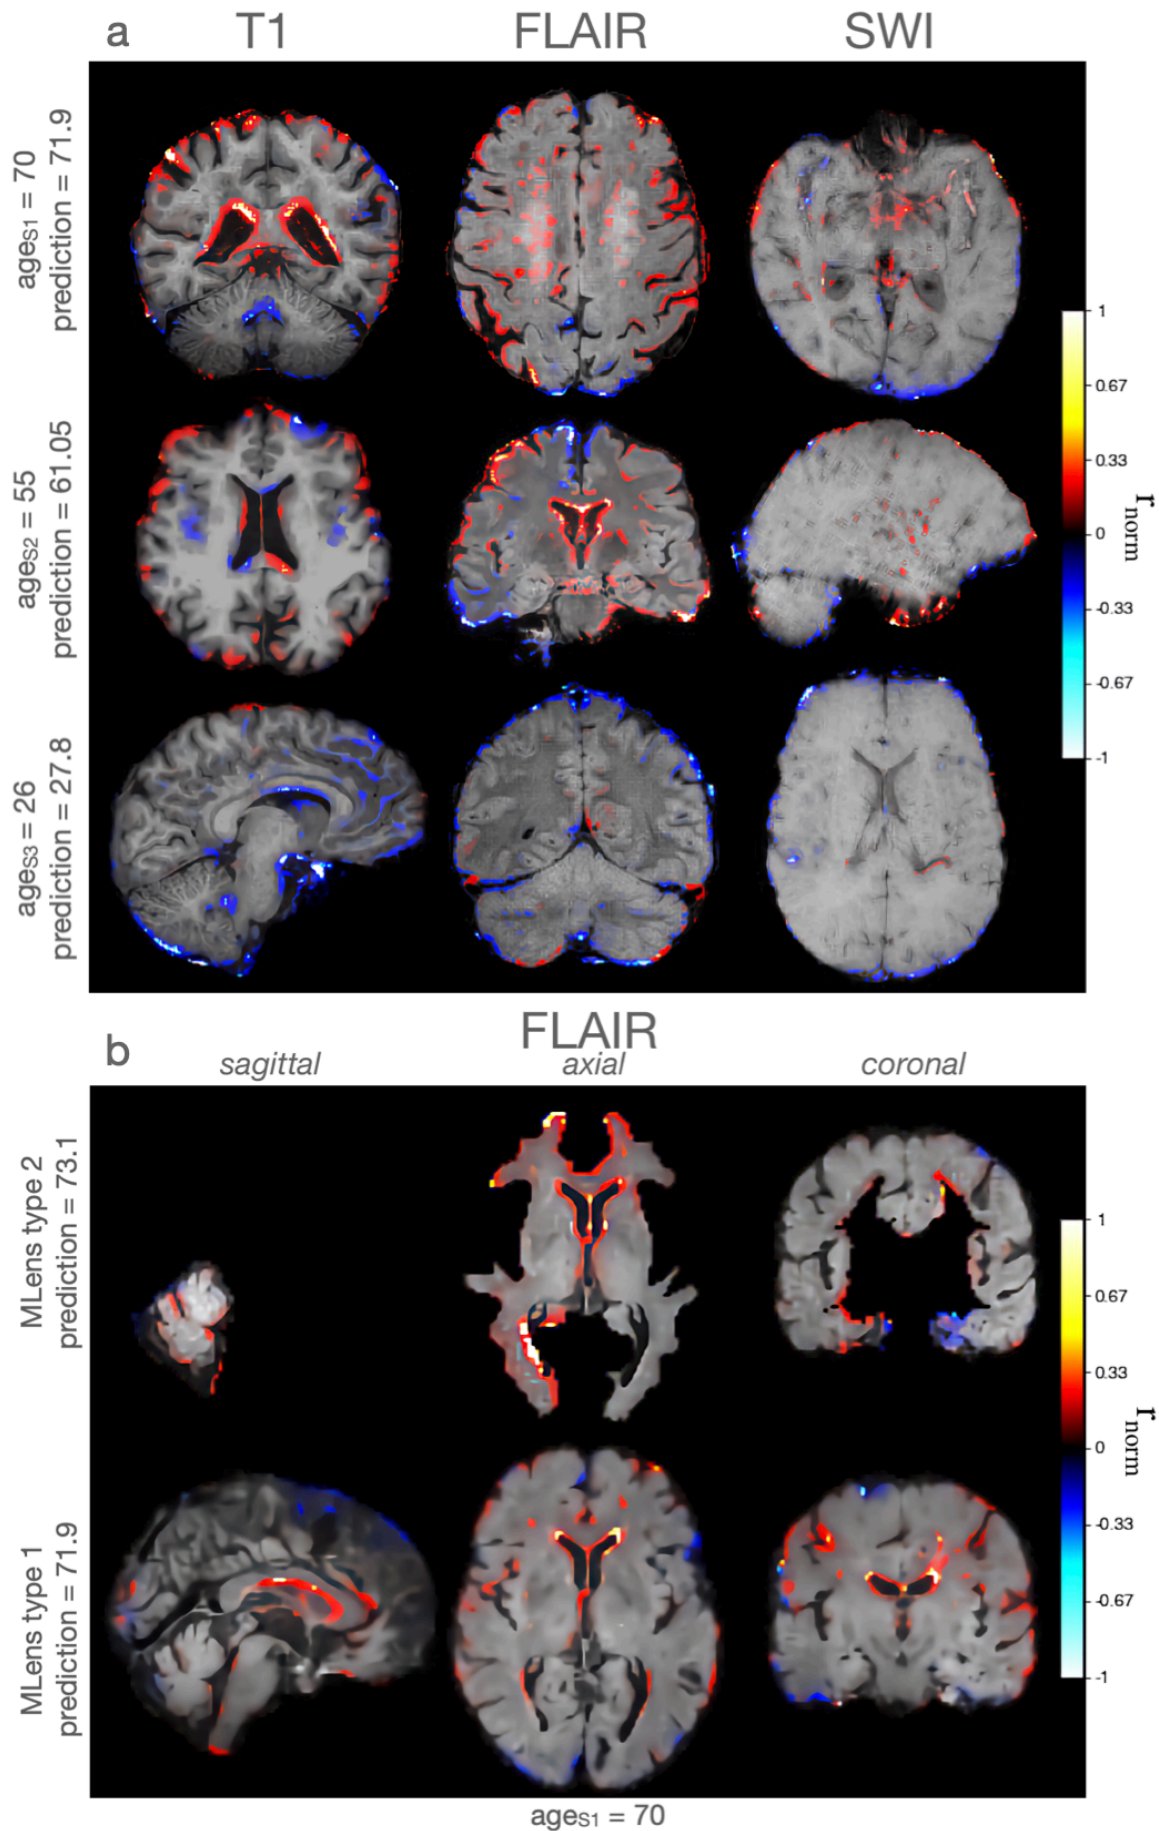 a
T1
FLAIR
SWI
ages1 = 70
prediction = 71.9
ages2 = 55
prediction = 61.05
ages3 = 26
prediction = 27.8
1
0.67
0.33
0
-0.33
-0.67
-1
rnorm
b
FLAIR
sagittal
axial
coronal
MLens type 2
prediction = 73.1
MLens type 1
prediction = 71.9
1
0.67
0.33
0
-0.33
-0.67
-1
rnorm
ages1 = 70